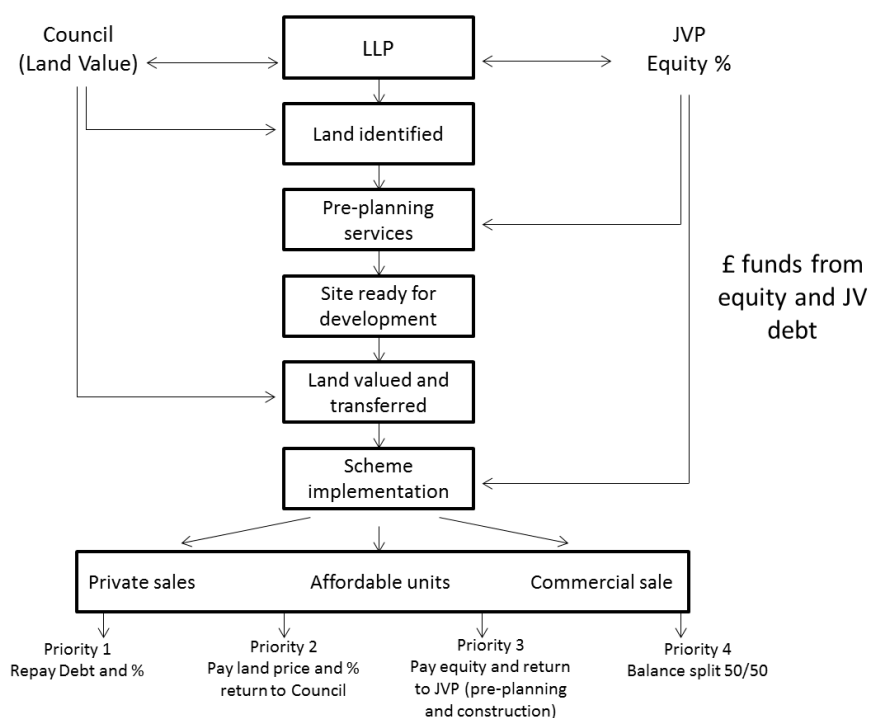 Council
(Land Value)
LLP
JVP
Equity %
Land identified
Pre-planning
services
£ funds from
equity and JV
debt
Site ready for
development
Land valued and
transferred
Scheme
implementation
Private sales
Affordable units
Commercial sale
Priority 1
Repay Debt and %
Priority 2
Pay land price and %
return to Council
Priority 3
Pay equity and return
to JVP (pre-planning
and construction)
Priority 4
Balance split 50/50